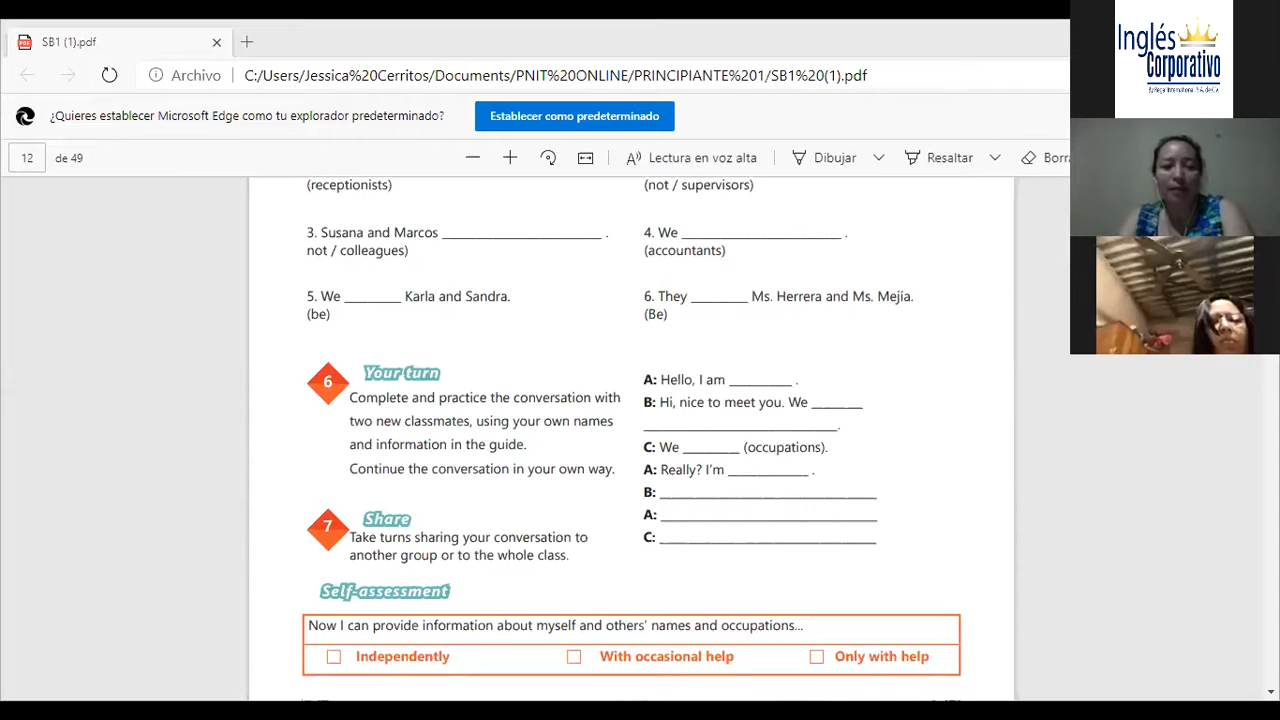 SB1 (1).pdf
Archivo C:/Users/Jessica%20Cerritos/Documents/PNIT%20ONLINE/PRINCIPIANTE%201/SB1%20(1).pdf
¿Quieres establecer Microsoft Edge como tu explorador predeterminado? Establecer como predeterminado
12 de 49 Lectura en voz alta Dibujar Resaltar Borra
(receptionists) (not / supervisors)
3. Susana and Marcos ______________________ . 4. We ______________________ .
not / colleagues) (accountants)
5. We ________ Karla and Sandra. 6. They ________ Ms. Herrera and Ms. Mejía.
(be) (Be)
6 Your turn
Complete and practice the conversation with
two new classmates, using your own names
and information in the guide.
Continue the conversation in your own way.
7 Share
Take turns sharing your conversation to
another group or to the whole class.
A: Hello, I am _________ .
B: Hi, nice to meet you. We _______
___________________________.
C: We ________ (occupations).
A: Really? I'm ___________ .
B: ______________________________
A: ______________________________
C: ______________________________
Self-assessment
Now I can provide information about myself and others' names and occupations...
Independently With occasional help Only with help
Inglés
Corporativo